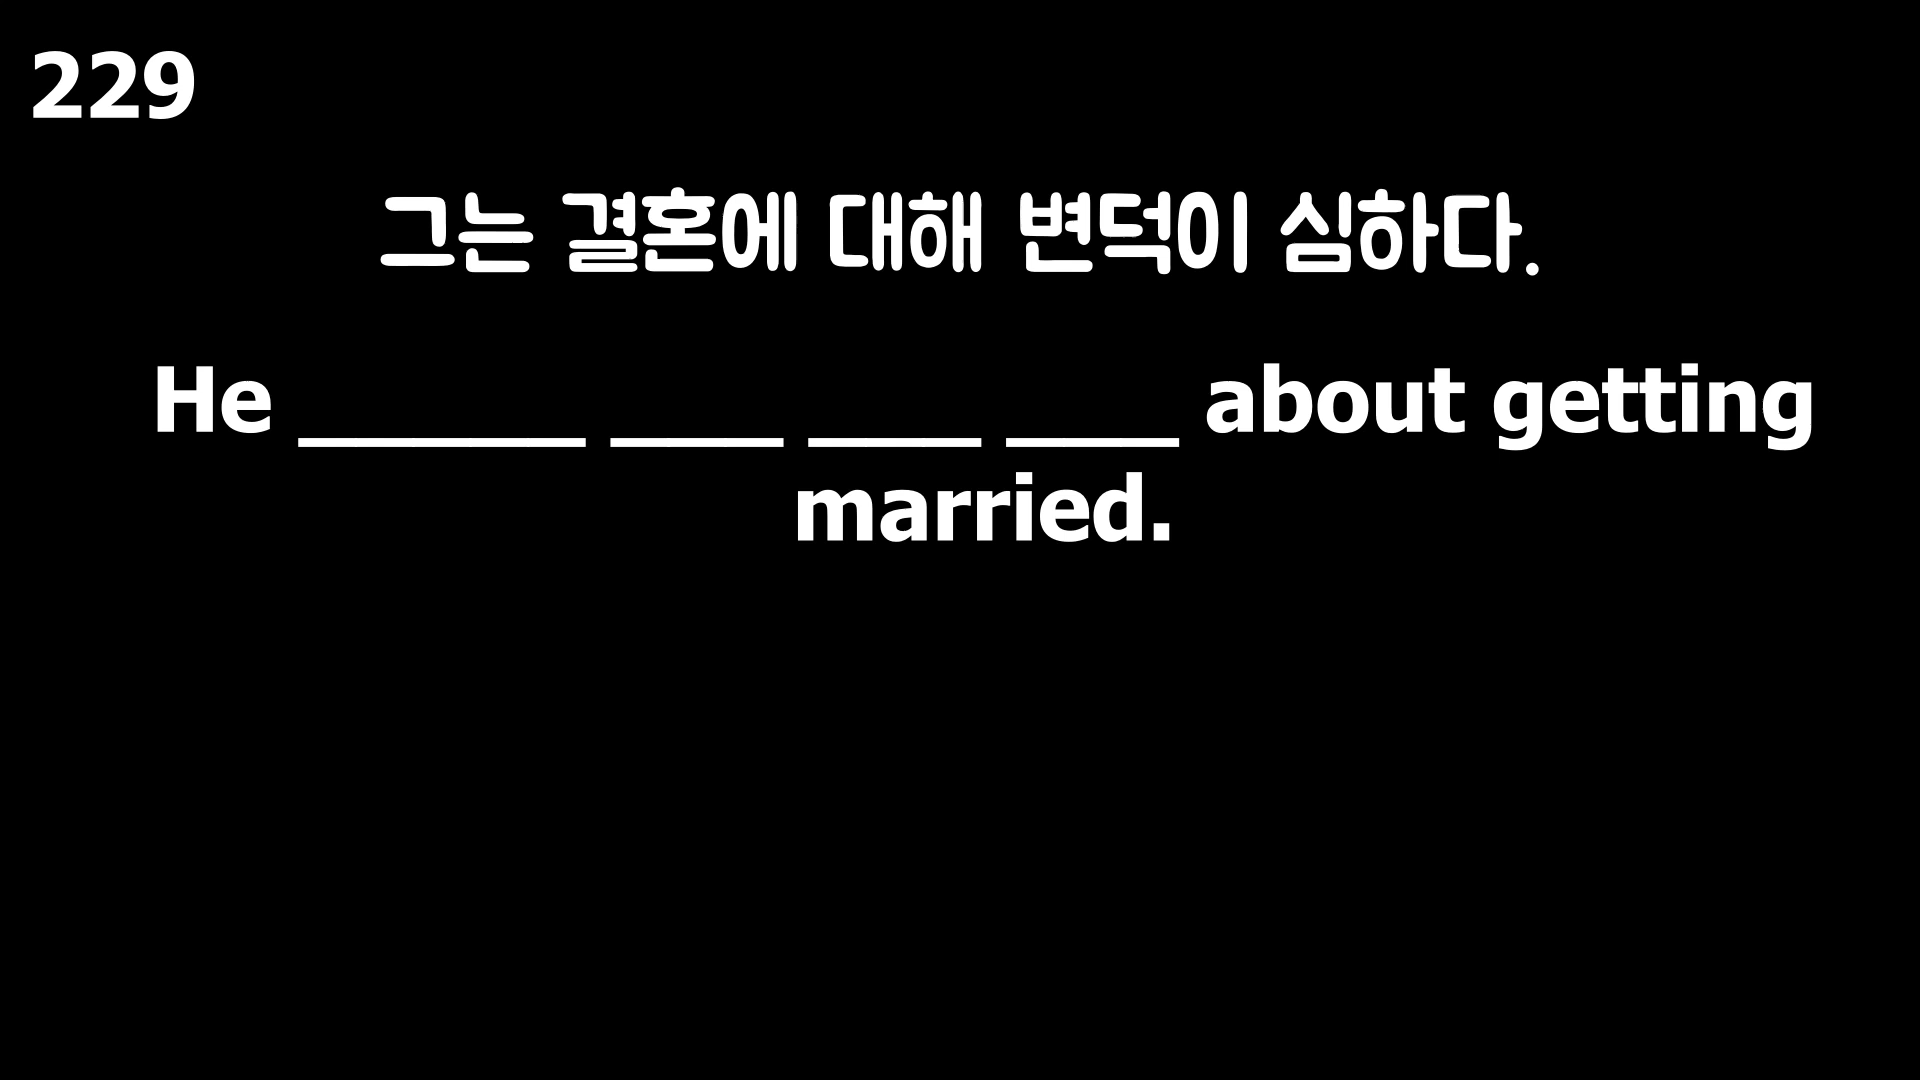 229
그는 결혼에 대해 변덕이 심하다.
He _____ ___ ___ ___ about getting
married.